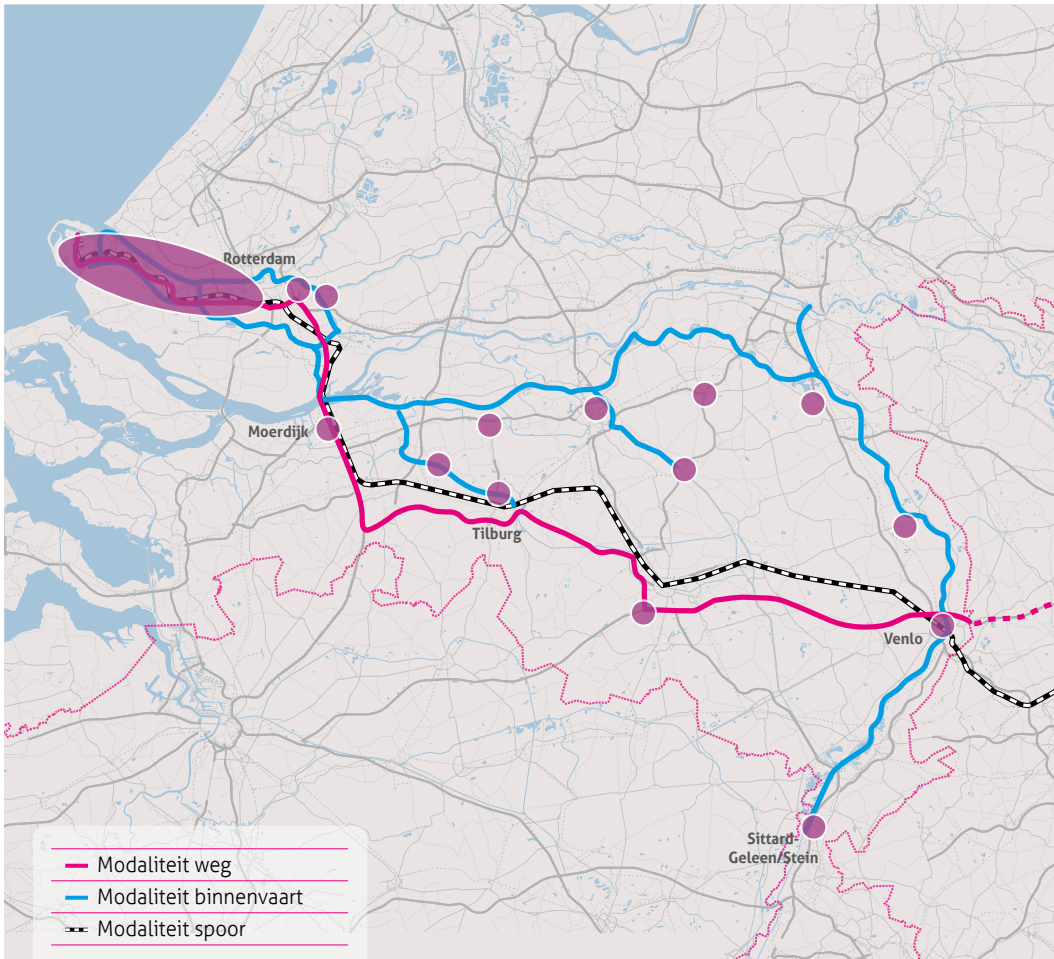 Rotterdam
Moerdijk
Tilburg
Venlo
Sittard-
Geleen/Stein
Modaliteit weg
Modaliteit binnenvaart
Modaliteit spoor